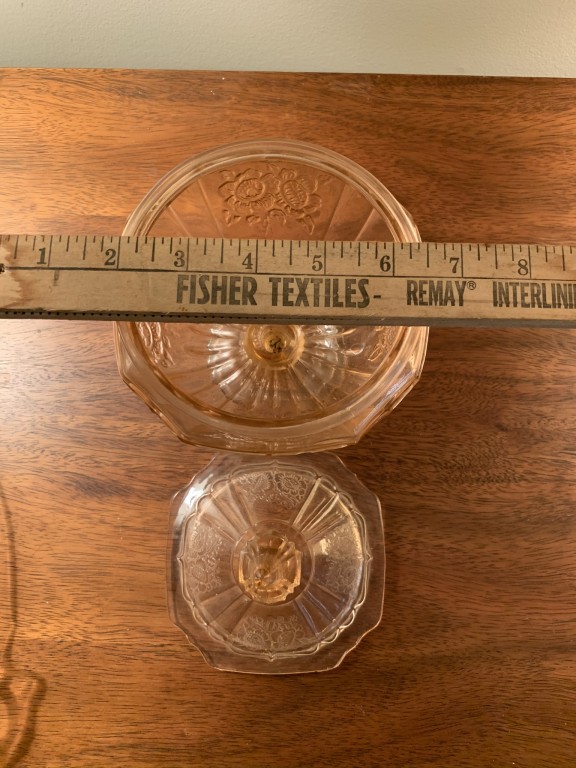 1 2 3 4 5 6 7 8
FISHER TEXTILES- REMAY® INTERLINI